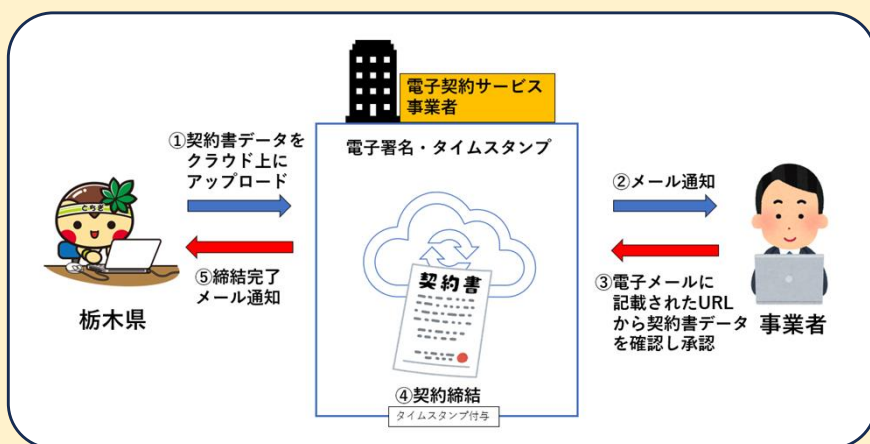 電子契約サービス
事業者
電子署名・タイムスタンプ
①契約書データを
クラウド上に
アップロード
とちぎ
⑤締結完了
メール通知
栃木県
契約書
④契約締結
タイムスタンプ付与
②メール通知
③電子メールに
記載されたURL
から契約書データ
を確認し承認
事業者